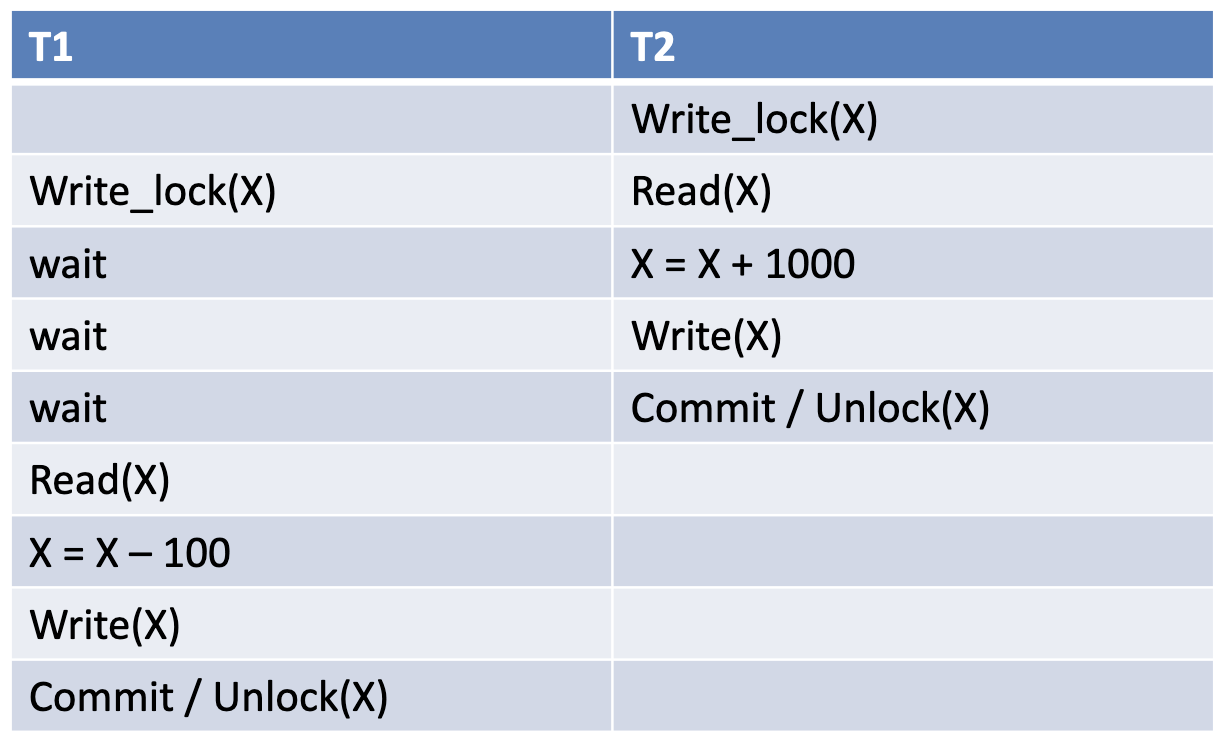 T1 T2
Write_lock(X)
Write_lock(X) Read(X)
wait X = X + 1000
wait Write(X)
wait Commit / Unlock(X)
Read(X)
X = X – 100
Write(X)
Commit / Unlock(X)